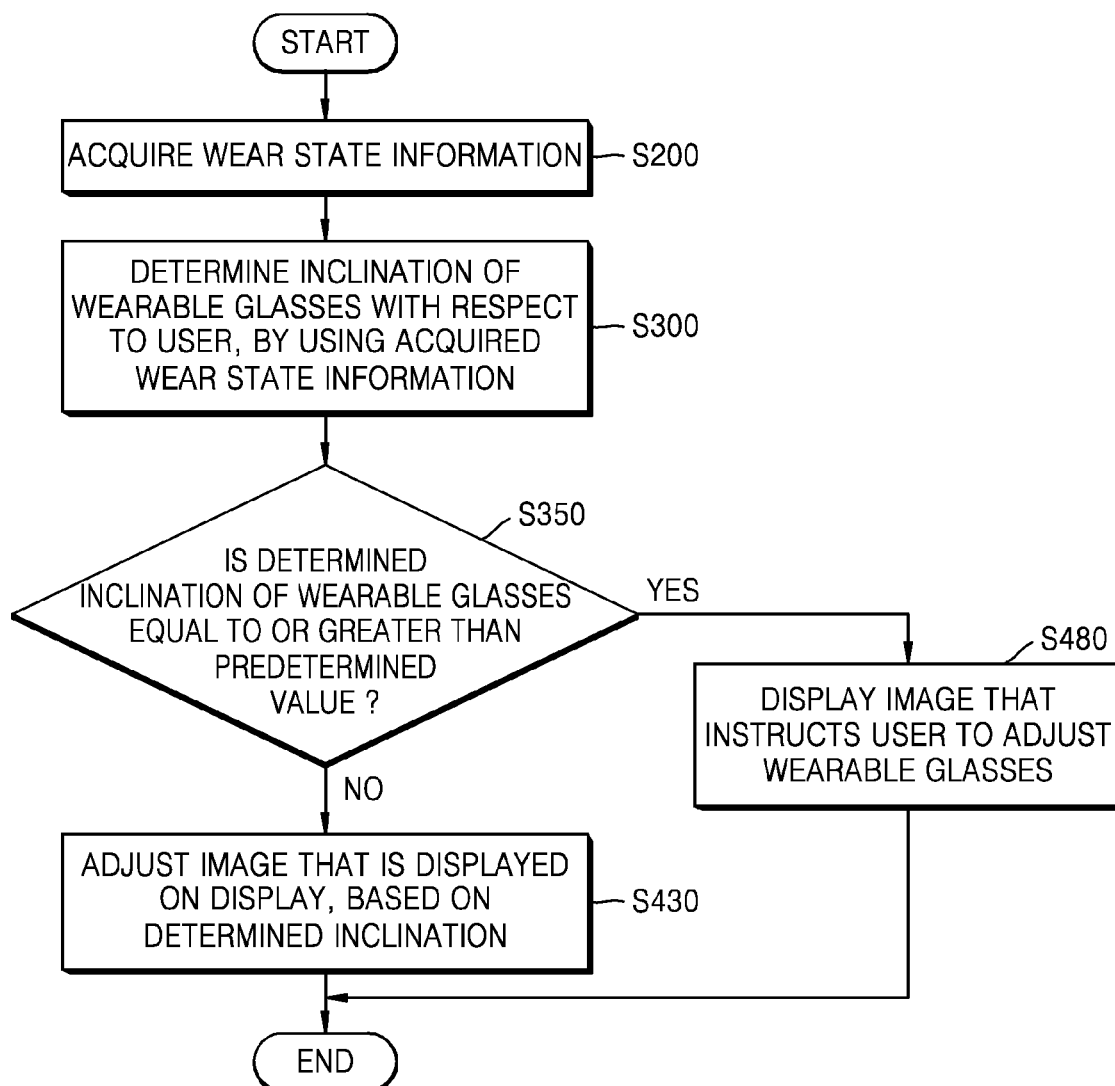 START
ACQUIRE WEAR STATE INFORMATION
S200
DETERMINE INCLINATION OF
WEARABLE GLASSES WITH RESPECT
TO USER, BY USING ACQUIRED
WEAR STATE INFORMATION
S300
S350
IS DETERMINED
INCLINATION OF WEARABLE GLASSES
EQUAL TO OR GREATER THAN
PREDETERMINED
VALUE ?
YES
S480
DISPLAY IMAGE THAT
INSTRUCTS USER TO ADJUST
WEARABLE GLASSES
NO
ADJUST IMAGE THAT IS DISPLAYED
ON DISPLAY, BASED ON
DETERMINED INCLINATION
S430
END